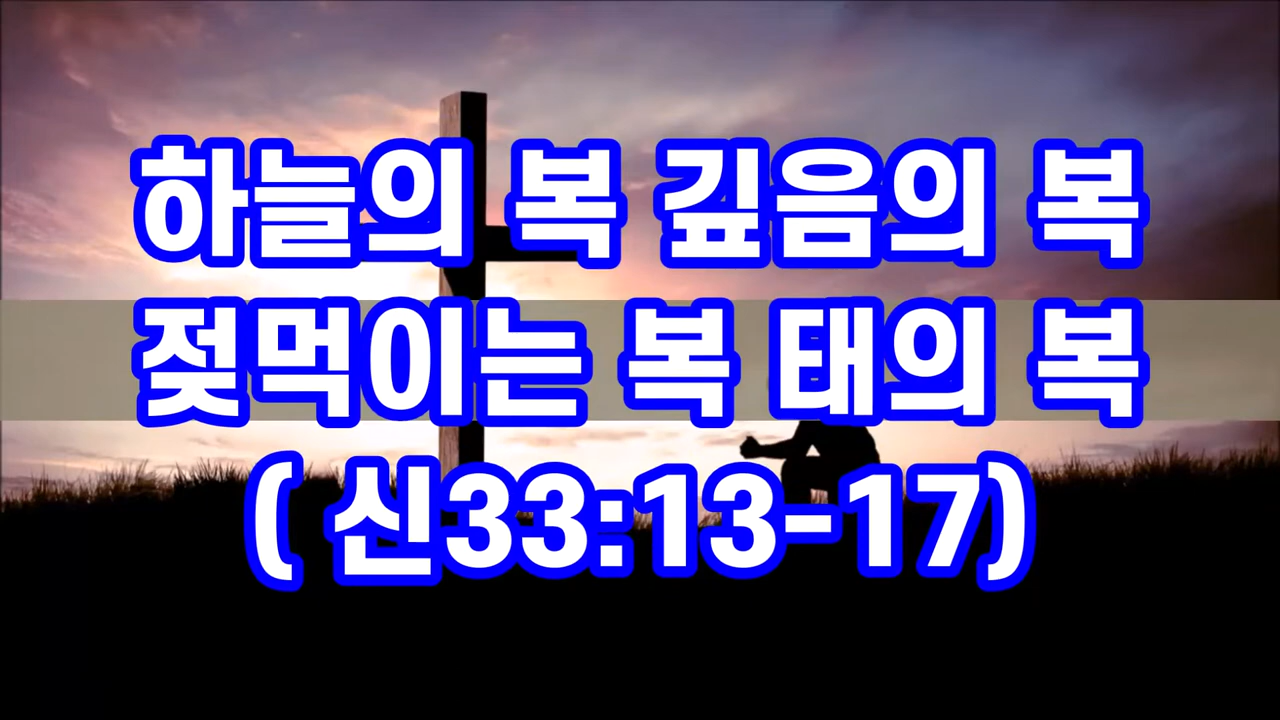 하늘의 복 깊음의 복
젖먹이는 복 태의 복
( 신33:13-17)